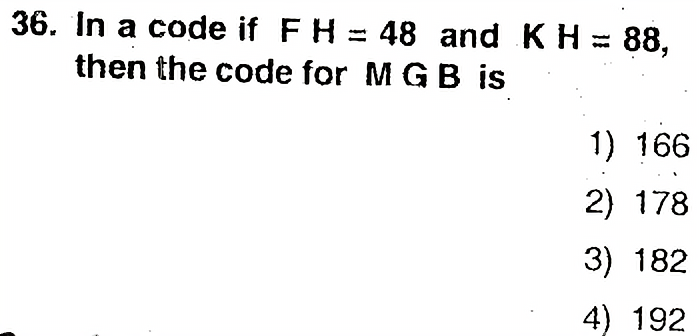 36. In a code if F H = 48 and K H = 88,
then the code for M G B is
1) 166
2) 178
3) 182
4) 192